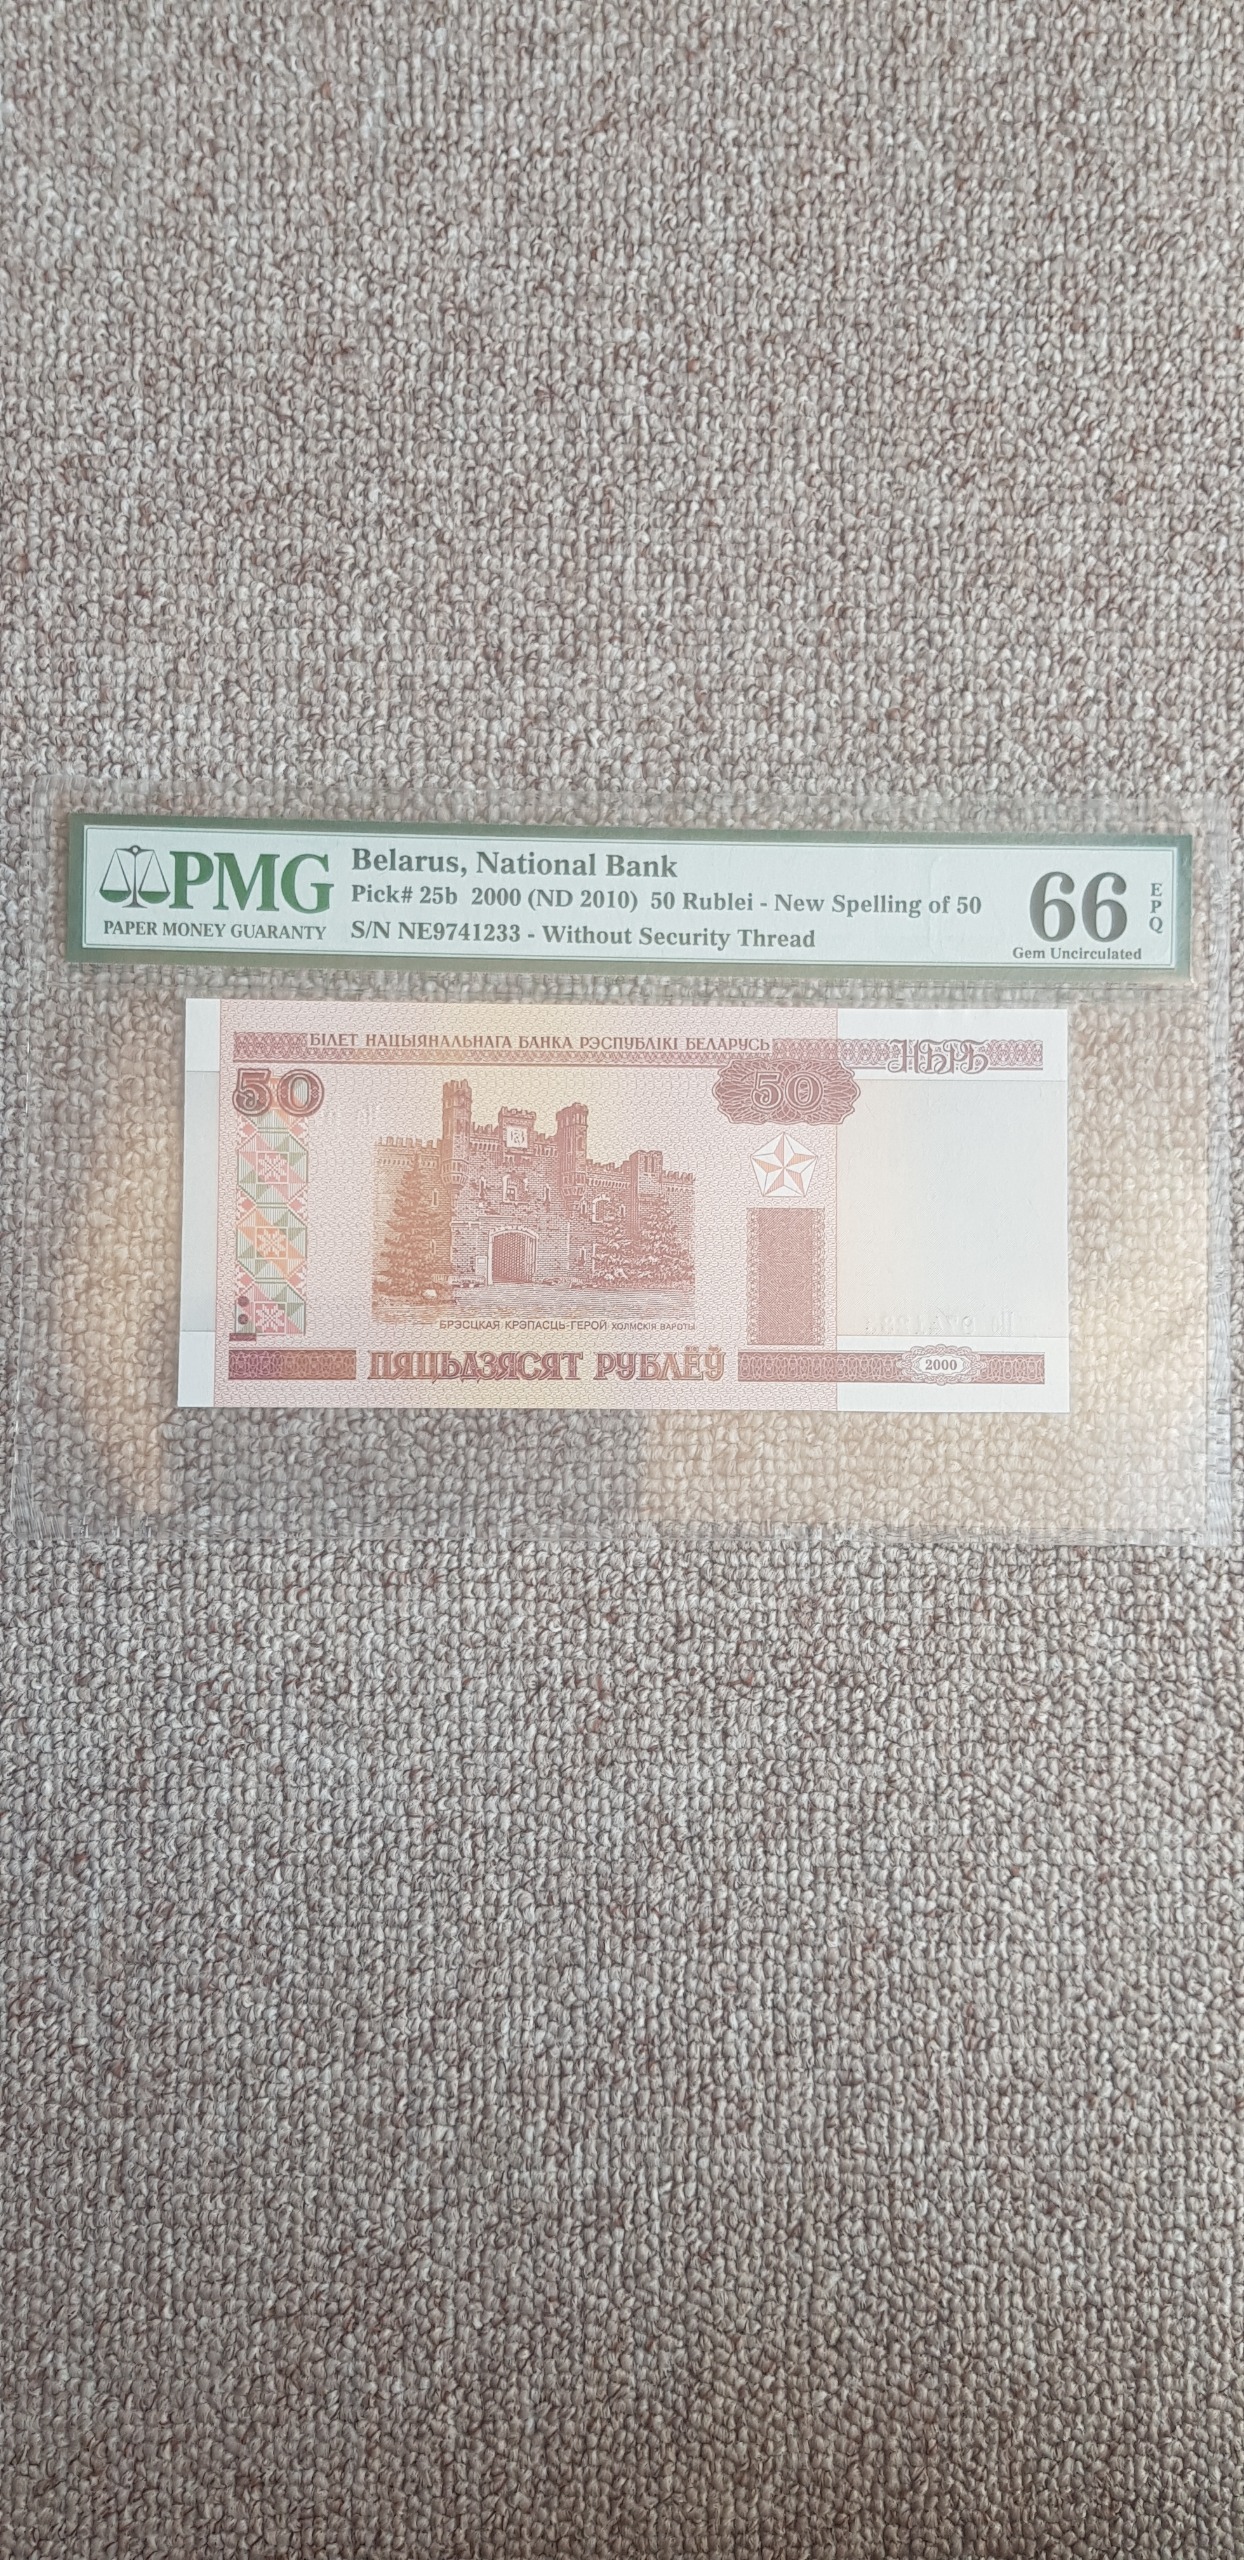 PMG
PAPER MONEY GUARANTY
Belarus, National Bank
Pick# 25b 2000 (ND 2010) 50 Rublei - New Spelling of 50
S/N NE9741233 - Without Security Thread
66
EPQ
Gem Uncirculated
БІЛЕТ НАЦЫЯНАЛЬНАГА БАНКА РЭСПУБЛІКІ БЕЛАРУСЬ
НБРБ
50
50
БРЭСЦКАЯ КРЭПАСЦЬ-ГЕРОЙ ХОЛМСКІЯ ВАРОТЫ
ПЯЦЬДЗЯСЯТ РУБЛЁЎ
2000